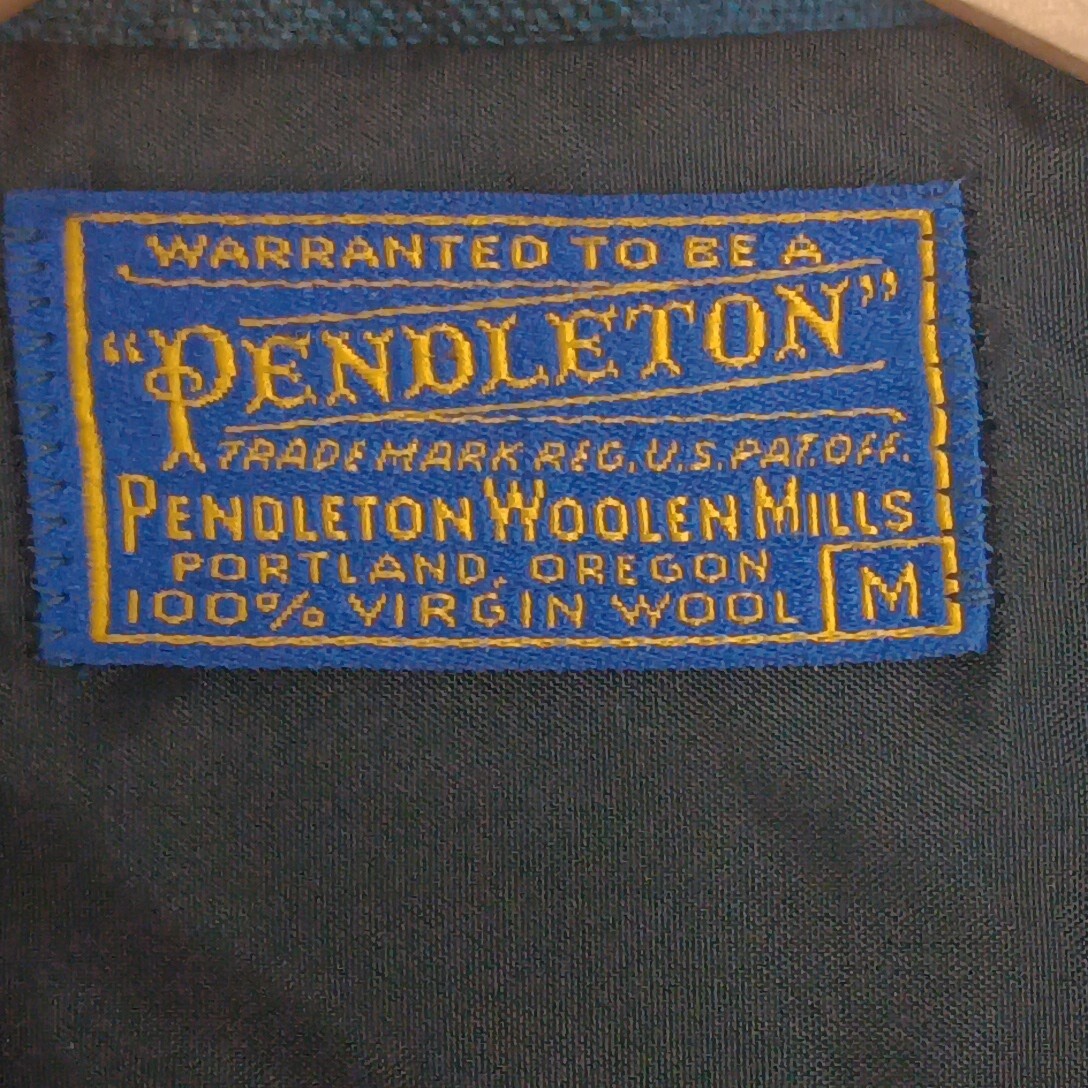 WARRANTED TO BE A
"PENDLETON"
TRADE MARK REG. U.S. PAT. OFF.
PENDLETON WOOLEN MILLS
PORTLAND, OREGON
100% VIRGIN WOOL M